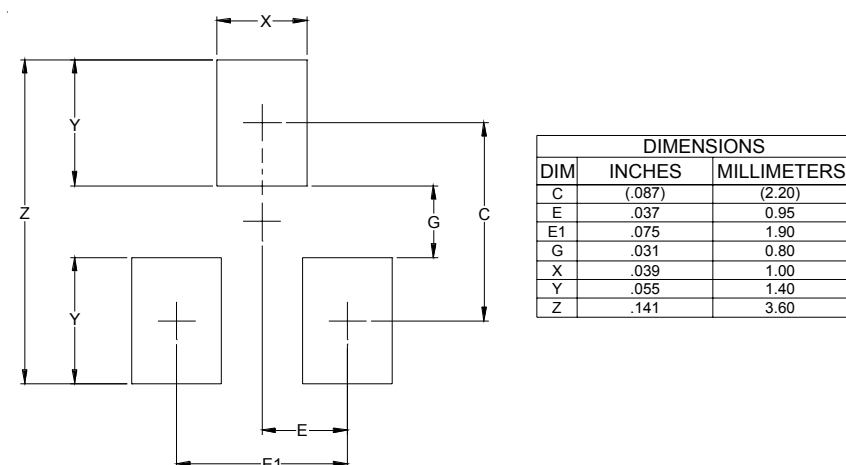 X
Y
Z
G
C
Y
E
E1
DIMENSIONS
DIM INCHES MILLIMETERS
C (.087) (2.20)
E .037 0.95
E1 .075 1.90
G .031 0.80
X .039 1.00
Y .055 1.40
Z .141 3.60